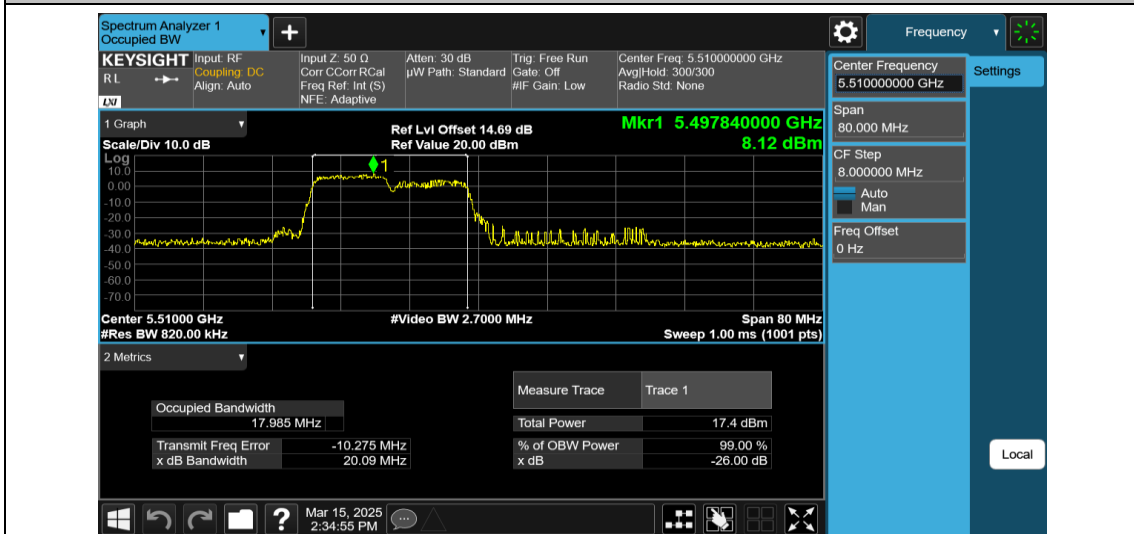 Spectrum Analyzer 1
Occupied BW
Frequency
KEYSIGHT
R L
LXI
Input: RF
Coupling: DC
Align: Auto
Input Z: 50 Ω
Corr CCorr RCal
Freq Ref: Int (S)
NFE: Adaptive
Atten: 30 dB
µW Path: Standard
Trig: Free Run
Gate: Off
#IF Gain: Low
Center Freq: 5.510000000 GHz
Avg|Hold: 300/300
Radio Std: None
Center Frequency
5.510000000 GHz
Settings
Span
80.000 MHz
CF Step
8.000000 MHz
Auto
Man
Freq Offset
0 Hz
1 Graph
Scale/Div 10.0 dB
Ref Lvl Offset 14.69 dB
Ref Value 20.00 dBm
Mkr1 5.497840000 GHz
8.12 dBm
Log
10.0
0.00
-10.0
-20.0
-30.0
-40.0
-50.0
-60.0
-70.0
1
Center 5.51000 GHz
#Res BW 820.00 kHz
#Video BW 2.7000 MHz
Span 80 MHz
Sweep 1.00 ms (1001 pts)
2 Metrics
Measure Trace Trace 1
Occupied Bandwidth
17.985 MHz
Total Power 17.4 dBm
Transmit Freq Error -10.275 MHz
% of OBW Power 99.00 %
x dB Bandwidth 20.09 MHz
x dB -26.00 dB
Local
?
Mar 15, 2025
2:34:55 PM